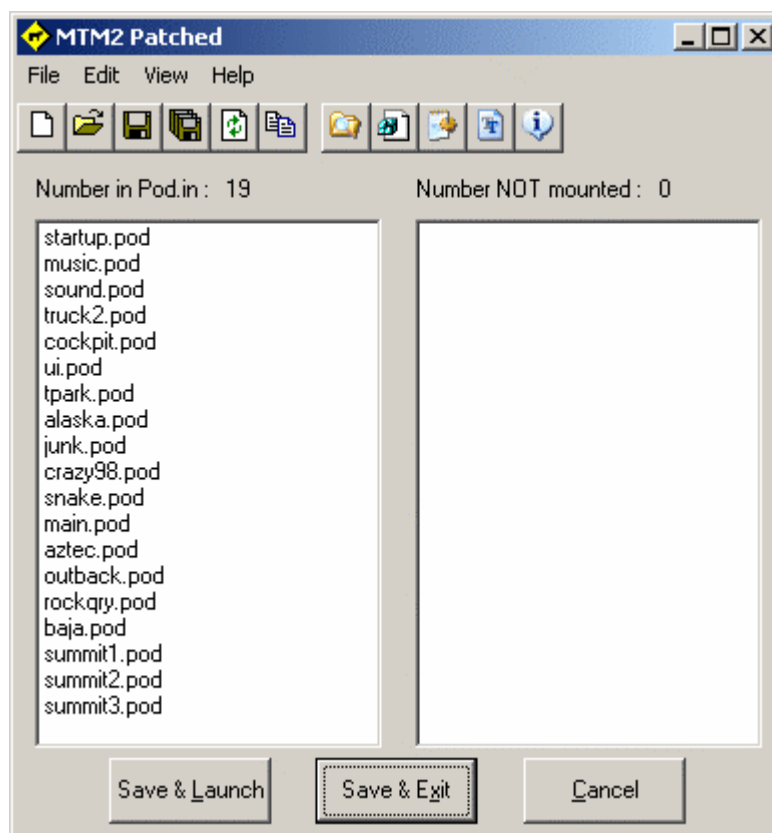 MTM2 Patched
File Edit View Help
Number in Pod.in : 19
Number NOT mounted : 0
startup.pod
music.pod
sound.pod
truck2.pod
cockpit.pod
ui.pod
tpark.pod
alaska.pod
junk.pod
crazy98.pod
snake.pod
main.pod
aztec.pod
outback.pod
rockqry.pod
baja.pod
summit1.pod
summit2.pod
summit3.pod
Save & Launch
Save & Exit
Cancel